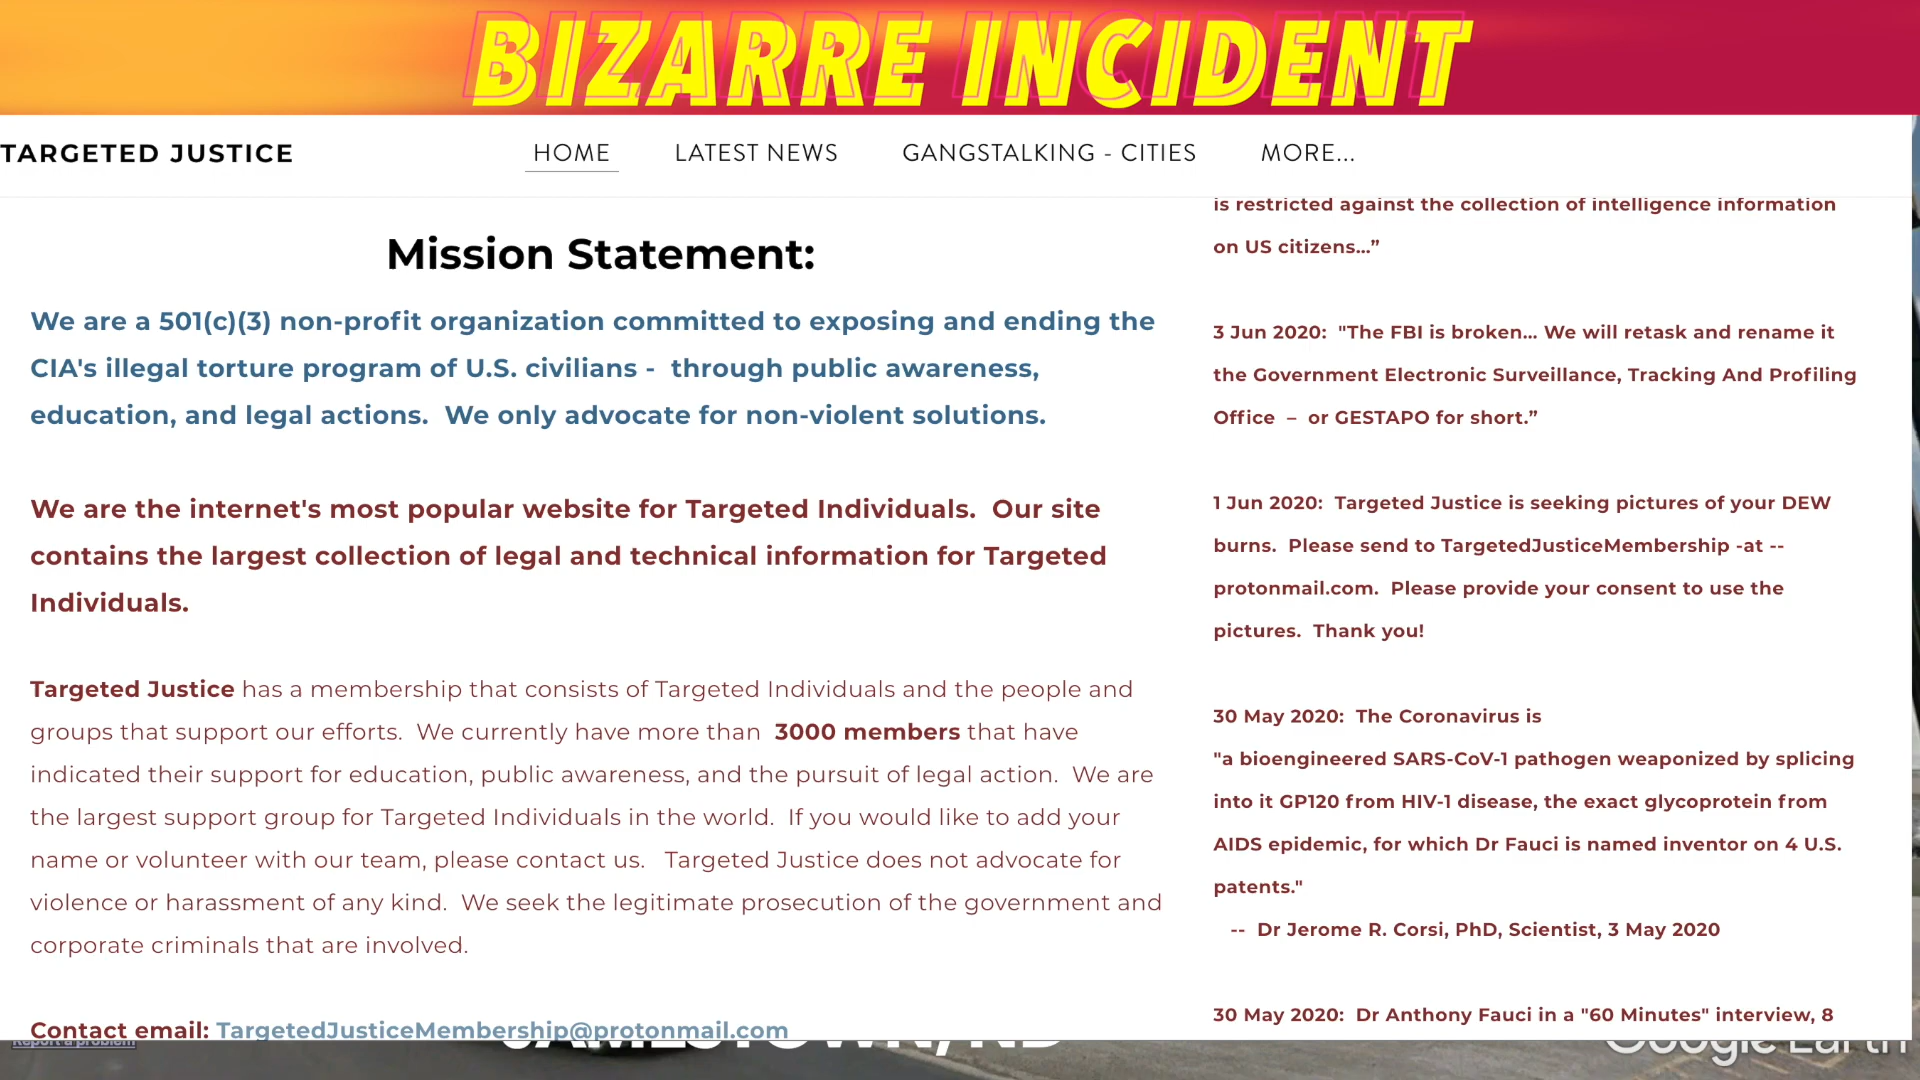 BIZARRE INCIDENT
TARGETED JUSTICE
HOME
LATEST NEWS
GANGSTALKING - CITIES
MORE...
Mission Statement:
We are a 501(c)(3) non-profit organization committed to exposing and ending the
CIA's illegal torture program of U.S. civilians - through public awareness,
education, and legal actions. We only advocate for non-violent solutions.
We are the internet's most popular website for Targeted Individuals. Our site
contains the largest collection of legal and technical information for Targeted
Individuals.
Targeted Justice has a membership that consists of Targeted Individuals and the people and
groups that support our efforts. We currently have more than 3000 members that have
indicated their support for education, public awareness, and the pursuit of legal action. We are
the largest support group for Targeted Individuals in the world. If you would like to add your
name or volunteer with our team, please contact us. Targeted Justice does not advocate for
violence or harassment of any kind. We seek the legitimate prosecution of the government and
corporate criminals that are involved.
Contact email: TargetedJusticeMembership@protonmail.com
is restricted against the collection of intelligence information
on US citizens...”
3 Jun 2020: "The FBI is broken... We will retask and rename it
the Government Electronic Surveillance, Tracking And Profiling
Office – or GESTAPO for short.”
1 Jun 2020: Targeted Justice is seeking pictures of your DEW
burns. Please send to TargetedJusticeMembership -at --
protonmail.com. Please provide your consent to use the
pictures. Thank you!
30 May 2020: The Coronavirus is
"a bioengineered SARS-CoV-1 pathogen weaponized by splicing
into it GP120 from HIV-1 disease, the exact glycoprotein from
AIDS epidemic, for which Dr Fauci is named inventor on 4 U.S.
patents."
-- Dr Jerome R. Corsi, PhD, Scientist, 3 May 2020
30 May 2020: Dr Anthony Fauci in a "60 Minutes" interview, 8
Report a problem
JAMESTOWN, ND
Google Earth